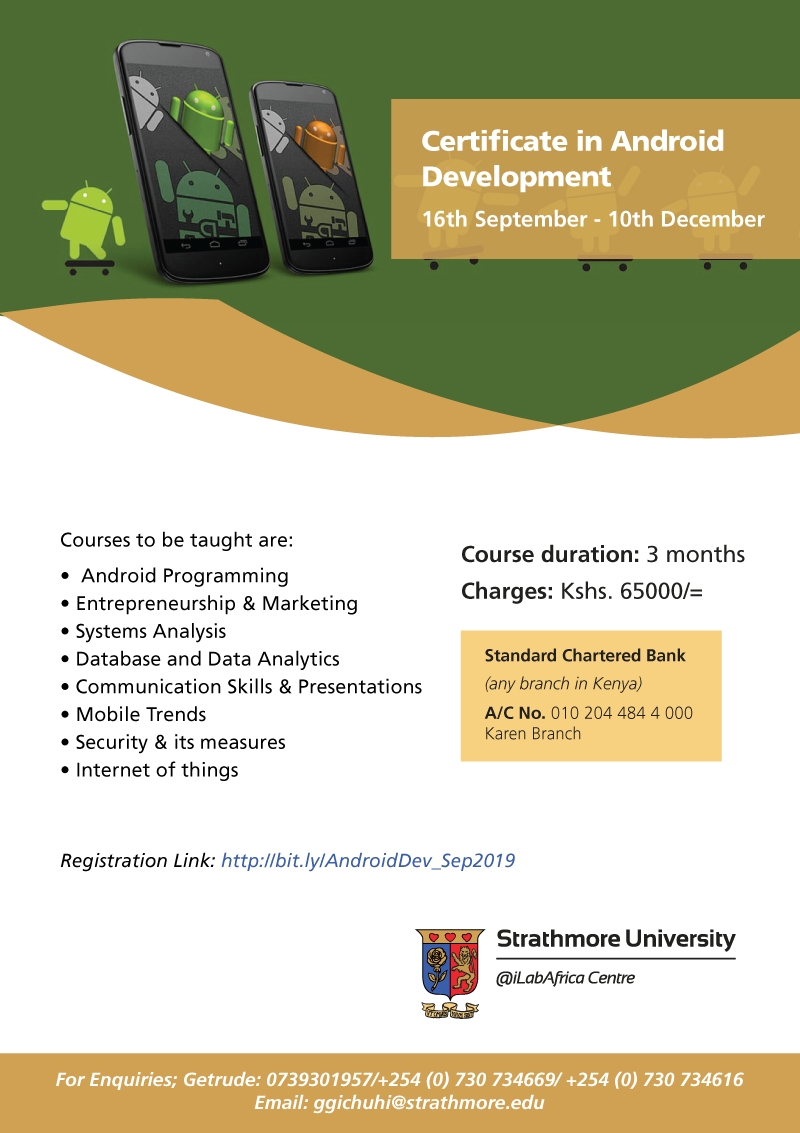 Certificate in Android
Development
16th September - 10th December
Courses to be taught are:
• Android Programming
• Entrepreneurship & Marketing
• Systems Analysis
• Database and Data Analytics
• Communication Skills & Presentations
• Mobile Trends
• Security & its measures
• Internet of things
Course duration: 3 months
Charges: Kshs. 65000/=
Standard Chartered Bank
(any branch in Kenya)
A/C No. 010 204 484 4 000
Karen Branch
Registration Link: http://bit.ly/AndroidDev_Sep2019
Strathmore University
@iLabAfrica Centre
For Enquiries; Getrude: 0739301957/+254 (0) 730 734669/ +254 (0) 730 734616
Email: ggichuhi@strathmore.edu